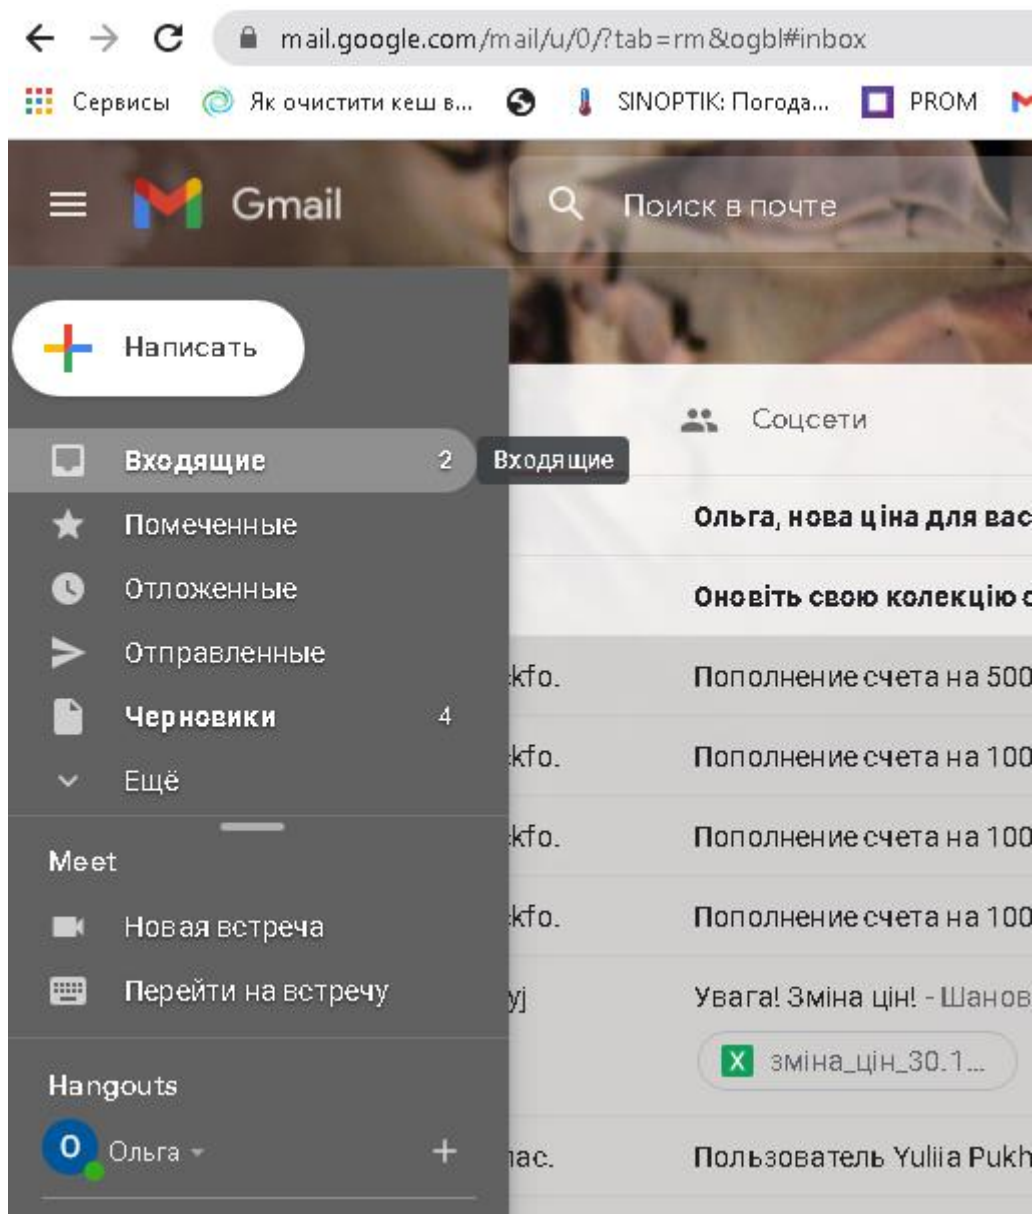 mail.google.com/mail/u/0/?tab=rm&ogbl#inbox
Сервисы Як очистити кеш в... SINOPTIK: Погода... PROM
Gmail Поиск в почте
Написать
Соцсети
Входящие 2 Входящие
Ольга, нова ціна для вас
Помеченные
Отложенные
Оновіть свою колекцію
Отправленные
kfo. Пополнение счета на 500
Черновики 4
kfo. Пополнение счета на 100
Ещё
kfo. Пополнение счета на 100
Meet
Новая встреча
kfo. Пополнение счета на 100
Перейти на встречу
yj Увага! Зміна цін! - Шанов
зміна_цін_30.1...
Hangouts
О Ольга
пас. Пользователь Yuliia Pukh